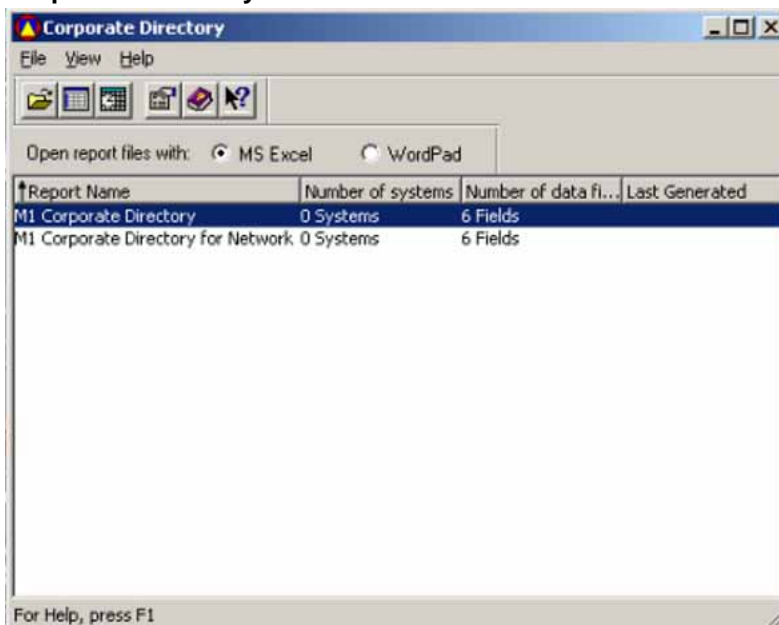 Corporate Directory
File View Help
Open report files with: MS Excel WordPad
Report Name Number of systems Number of data fi... Last Generated
M1 Corporate Directory 0 Systems 6 Fields
M1 Corporate Directory for Network 0 Systems 6 Fields
For Help, press F1